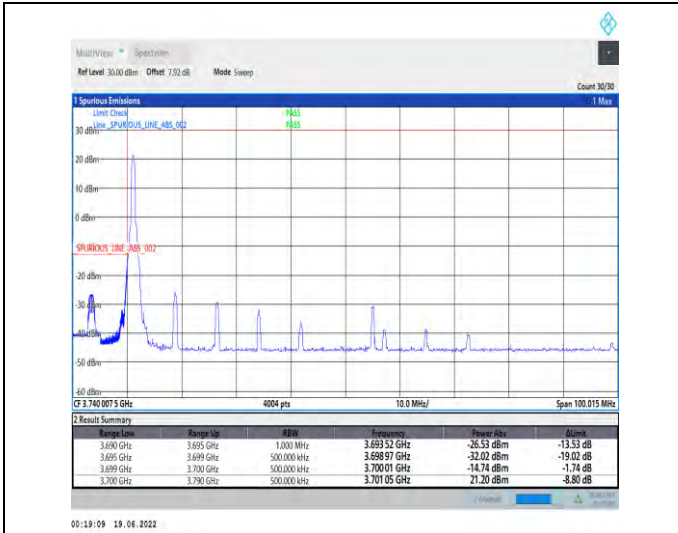 MultiView Spectrum
Ref Level 30.00 dBm Offset 7.92 dB Mode Sweep
Count 30/30
1 Spurious Emissions 1 Max
Limit Check PASS
Line _SPURIOUS_LINE_ABS_002 PASS
30 dBm
20 dBm
10 dBm
0 dBm
_SPURIOUS_LINE_ABS_002
-20 dBm
-30 dBm
-40 dBm
-50 dBm
-60 dBm
CF 3.740 007 5 GHz 4004 pts 10.0 MHz/ Span 100.015 MHz
2 Result Summary
Range Low Range Up RBW Frequency Power Abs ΔLimit
3.690 GHz 3.695 GHz 1.000 MHz 3.693 52 GHz -26.53 dBm -13.53 dB
3.695 GHz 3.699 GHz 500.000 kHz 3.698 97 GHz -32.02 dBm -19.02 dB
3.699 GHz 3.700 GHz 500.000 kHz 3.700 01 GHz -14.74 dBm -1.74 dB
3.700 GHz 3.790 GHz 500.000 kHz 3.701 05 GHz 21.20 dBm -8.80 dB
00:19:09 19.06.2022